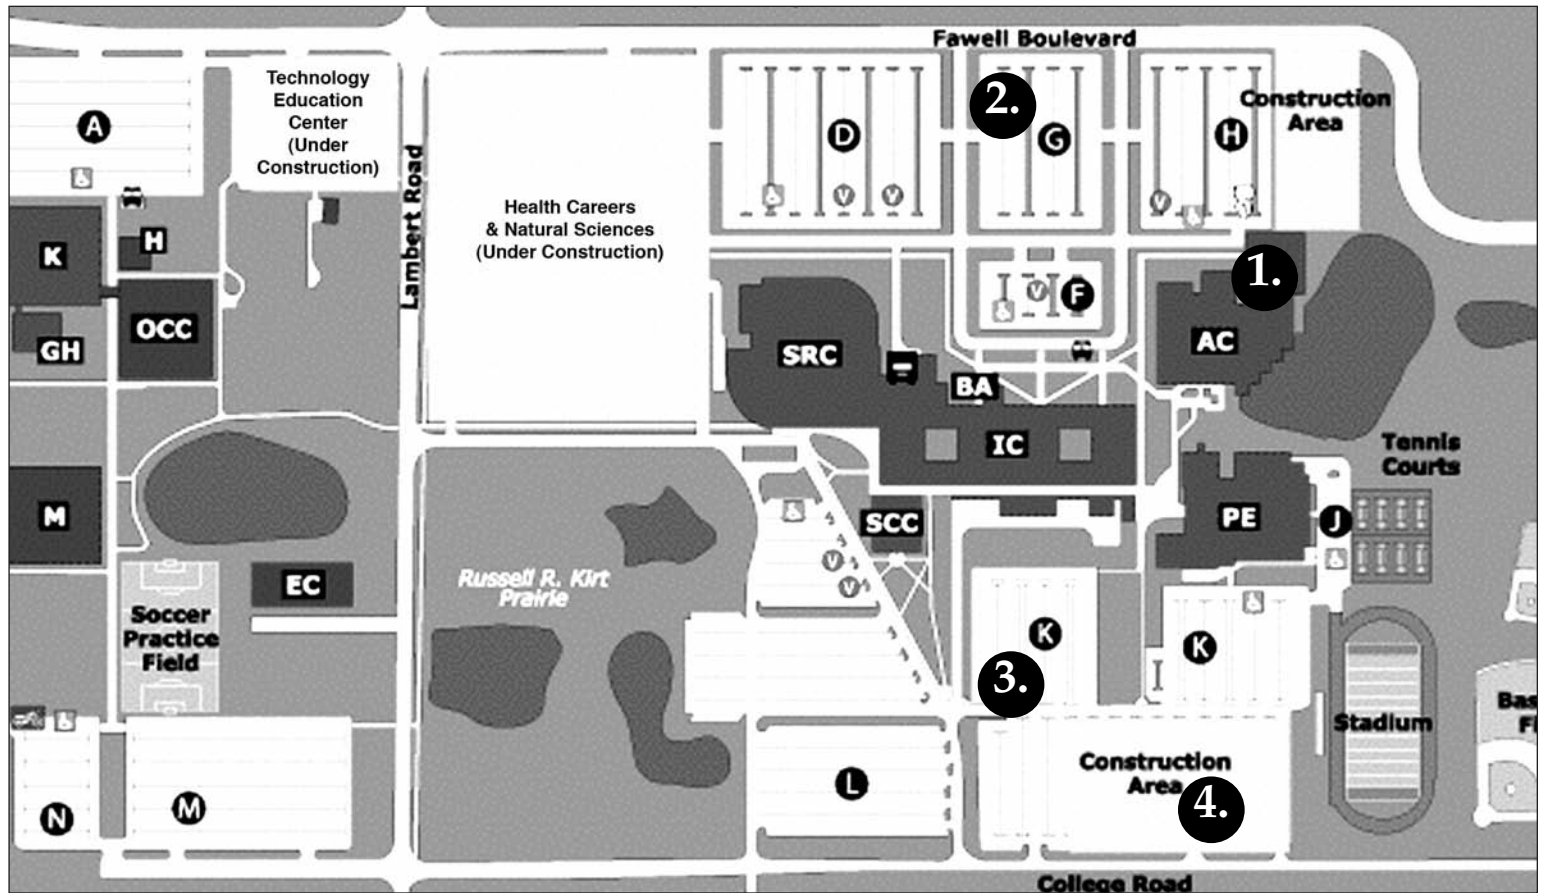 Fawell Boulevard
Technology
Education
Center
(Under
Construction)
A
2.
D
G
H
Construction
Area
Lambert Road
Health Careers
& Natural Sciences
(Under Construction)
V
V
V
K
H
1.
V
F
OCC
GH
SRC
AC
BA
IC
Tennis
Courts
M
SCC
PE
J
V
V
EC
Russell R. Kirt
Prairie
Soccer
Practice
Field
K
K
3.
Stadium
Construction
Area
L
4.
N
M
College Road